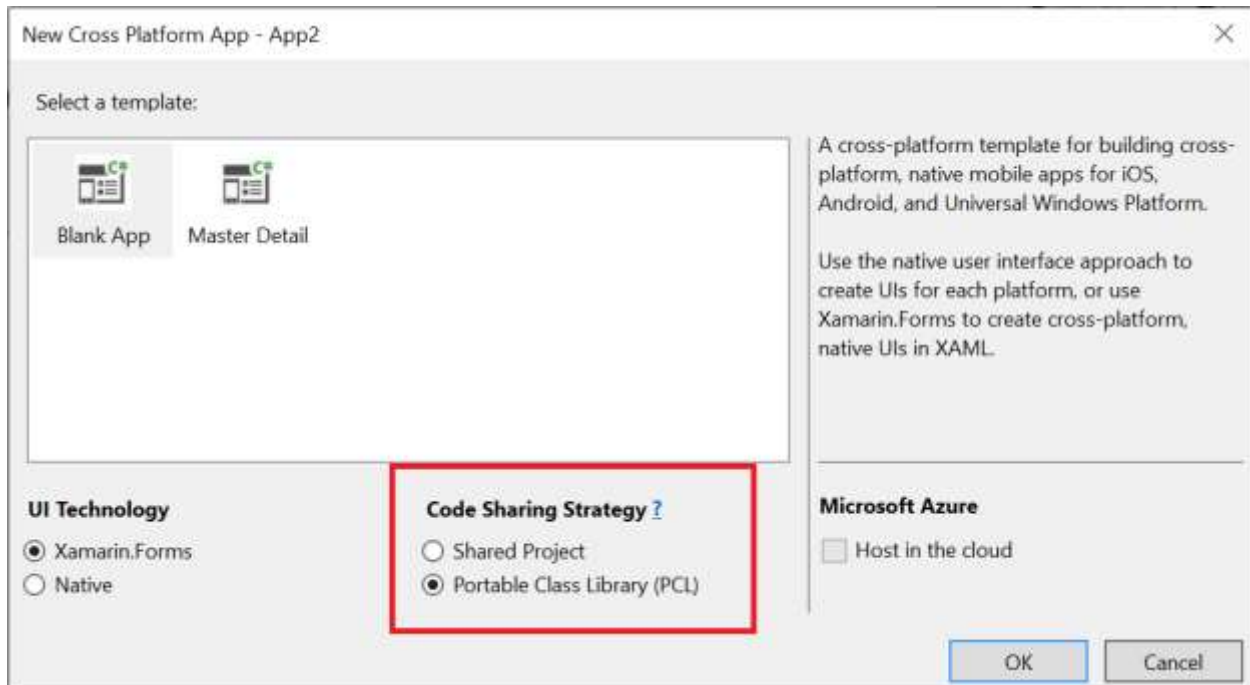 New Cross Platform App - App2
Select a template:
C#
C#
Blank App
Master Detail
A cross-platform template for building cross-
platform, native mobile apps for iOS,
Android, and Universal Windows Platform.
Use the native user interface approach to
create UIs for each platform, or use
Xamarin.Forms to create cross-platform,
native UIs in XAML.
UI Technology
Xamarin.Forms
Native
Code Sharing Strategy ?
Shared Project
Portable Class Library (PCL)
Microsoft Azure
Host in the cloud
OK
Cancel